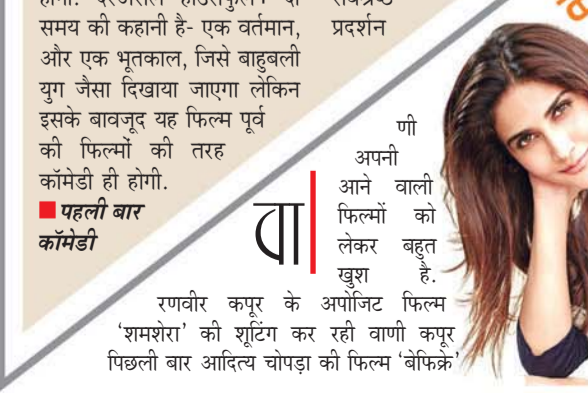 समय की कहानी है- एक वर्तमान,
और एक भूतकाल, जिसे बाहुबली
युग जैसा दिखाया जाएगा लेकिन
इसके बावजूद यह फिल्म पूर्व
की फिल्मों की तरह
कॉमेडी ही होगी.
पहली बार
कॉमेडी
प्रदर्शन
वा
णी
अपनी
आने वाली
फिल्मों को
लेकर बहुत
खुश है.
रणवीर कपूर के अपोजिट फिल्म
'शमशेरा' की शूटिंग कर रही वाणी कपूर
पिछली बार आदित्य चोपड़ा की फिल्म 'बेफिक्रे'